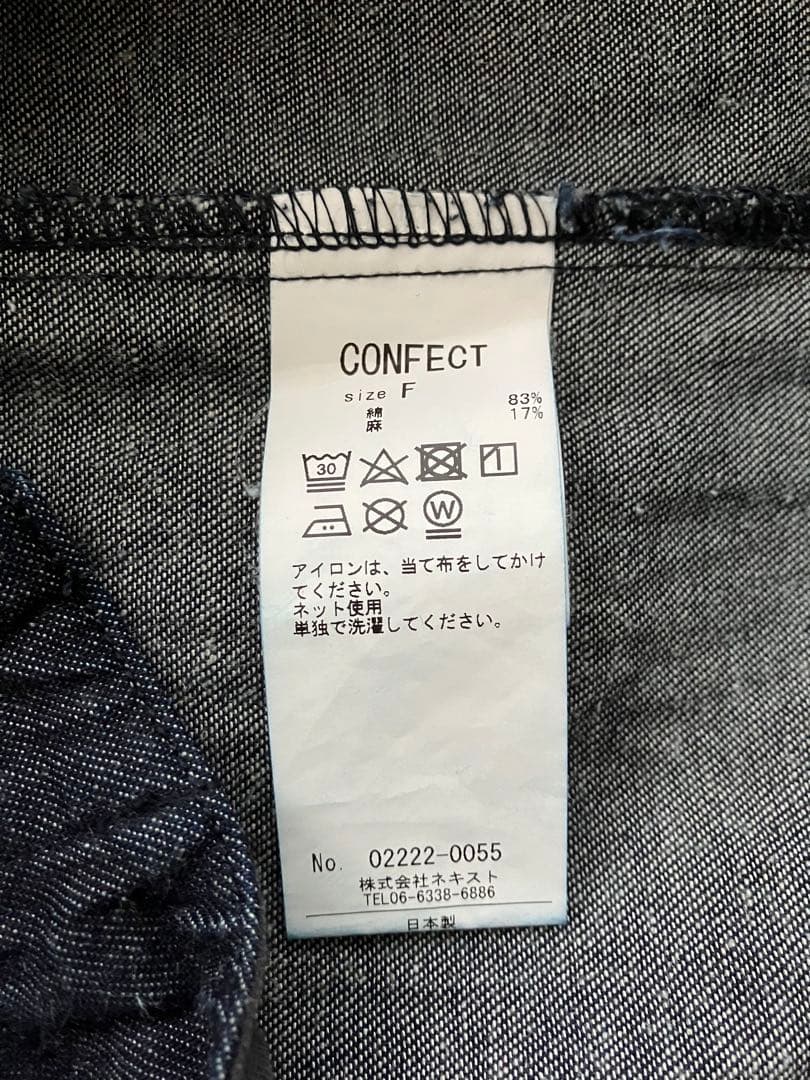 CONFECT
size F
綿 83%
麻 17%
30
W
アイロンは、当て布をしてかけ
てください。
ネット使用
単独で洗濯してください。
No. 02222-0055
株式会社ネキスト
TEL06-6338-6886
日本製